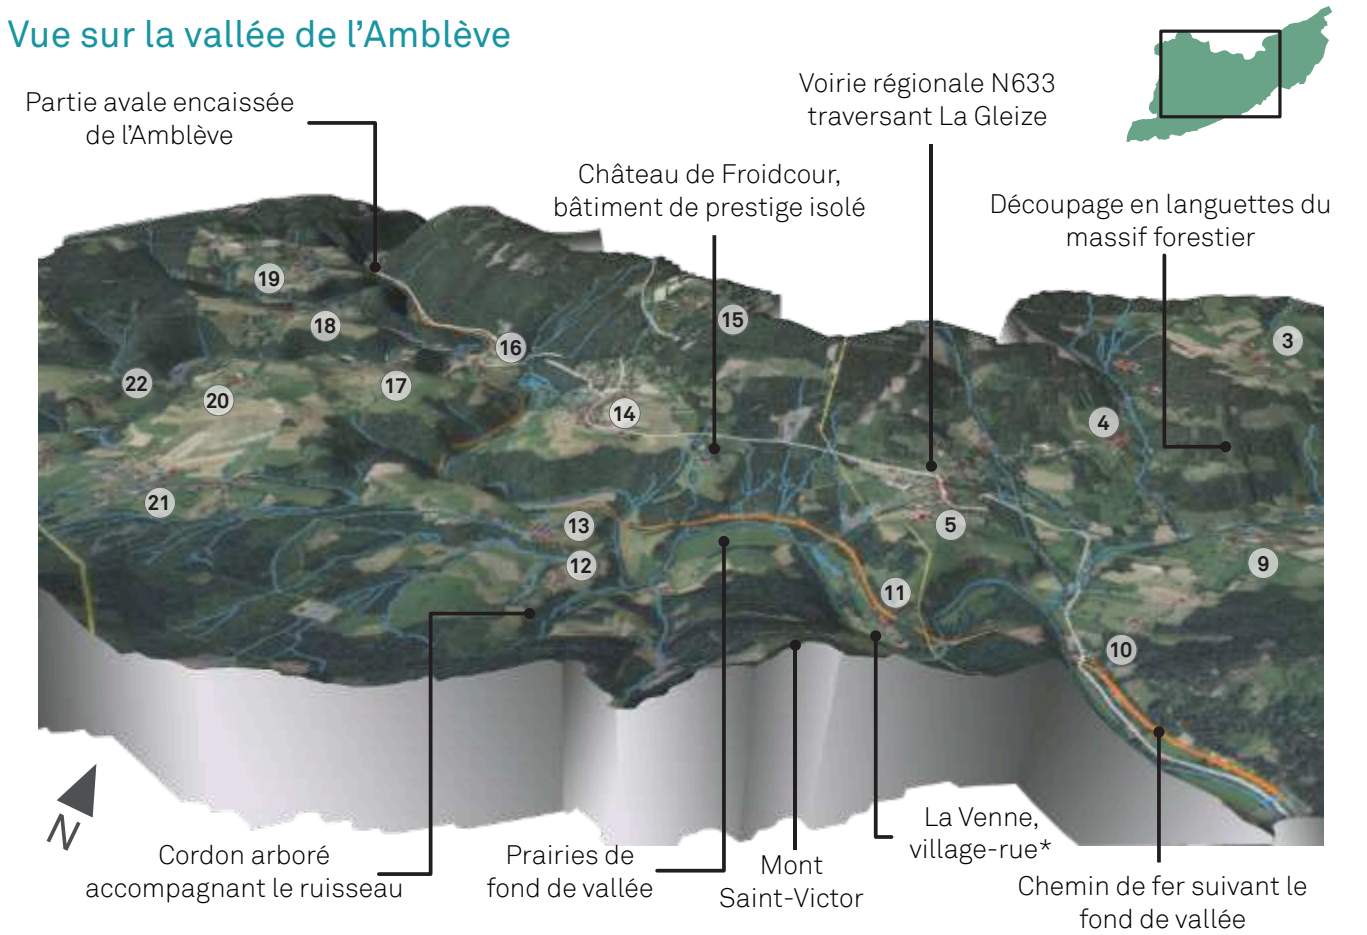 Vue sur la vallée de l'Amblève
Partie avale encaissée
de l'Amblève
Voirie régionale N633
traversant La Gleize
Château de Froidcour,
bâtiment de prestige isolé
Découpage en languettes du
massif forestier
19
18
15
3
16
22
20
17
14
4
21
13
5
12
9
11
10
N
Cordon arboré
accompagnant le ruisseau
Prairies de
fond de vallée
Mont
Saint-Victor
La Venne,
village-rue*
Chemin de fer suivant le
fond de vallée